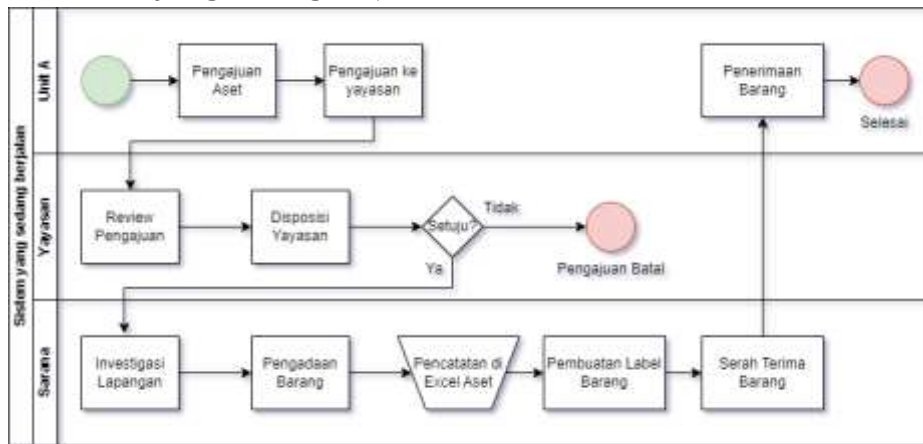 Sistem yang sedang berjalan
Unit A
Pengajuan
Aset
Pengajuan ke
yayasan
Penerimaan
Barang
Selesai
Yayasan
Review
Pengajuan
Disposisi
Yayasan
Setuju?
Tidak
Ya
Pengajuan Batal
Sarana
Investigasi
Lapangan
Pengadaan
Barang
Pencatatan di
Excel Aset
Pembuatan Label
Barang
Serah Terima
Barang